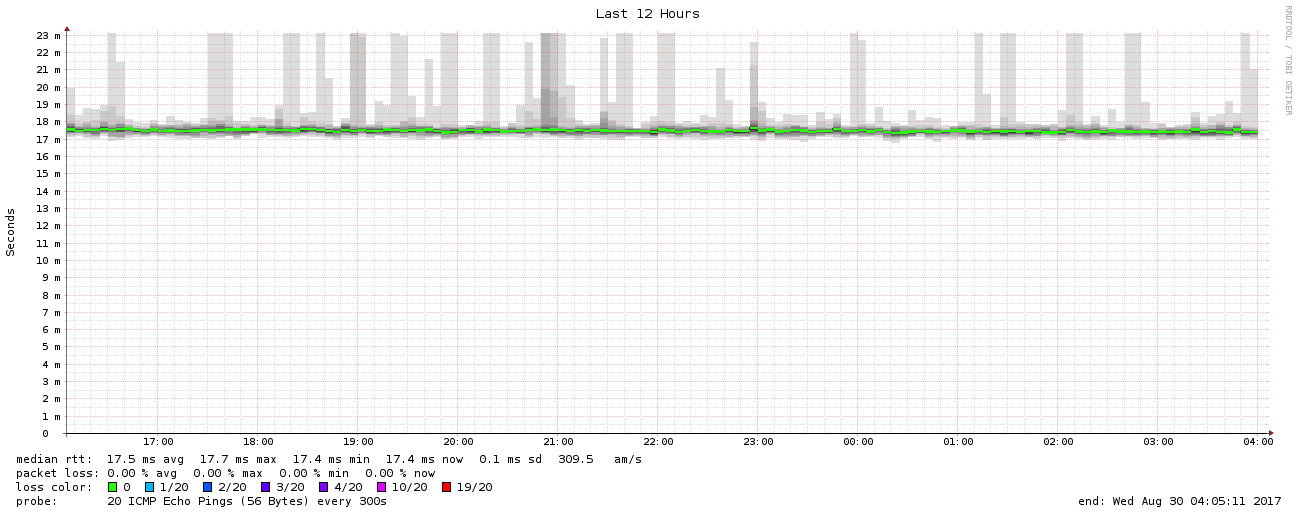 Last 12 Hours
RRDTOOL / TOBI OETIKER
Seconds
23 m
22 m
21 m
20 m
19 m
18 m
17 m
16 m
15 m
14 m
13 m
12 m
11 m
10 m
9 m
8 m
7 m
6 m
5 m
4 m
3 m
2 m
1 m
0
17:00 18:00 19:00 20:00 21:00 22:00 23:00 00:00 01:00 02:00 03:00 04:00
median rtt: 17.5 ms avg 17.7 ms max 17.4 ms min 17.4 ms now 0.1 ms sd 309.5 am/s
packet loss: 0.00 % avg 0.00 % max 0.00 % min 0.00 % now
loss color: 0 1/20 2/20 3/20 4/20 10/20 19/20
probe: 20 ICMP Echo Pings (56 Bytes) every 300s end: Wed Aug 30 04:05:11 2017